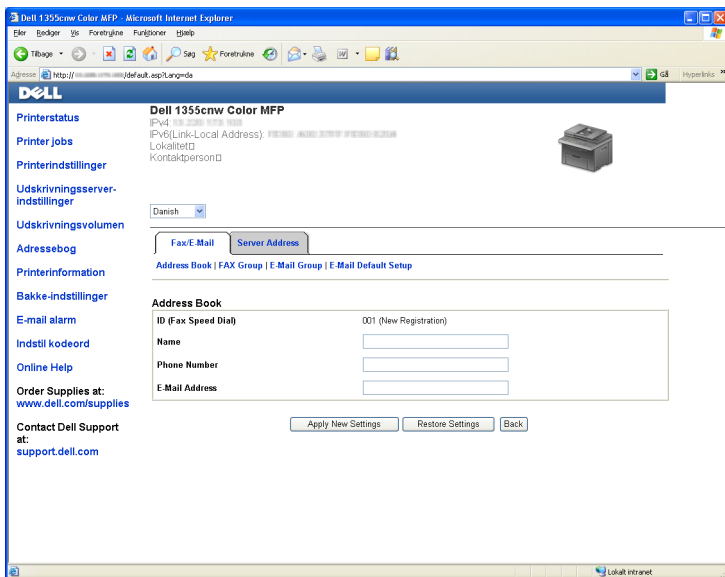 Dell 1355cnw Color MFP - Microsoft Internet Explorer
Filer Rediger Vis Foretrukne Funktioner Hjælp
Tilbage Søg Foretrukne
Adresse http:// /default.asp?Lang=da Gå Hyperlinks »
DELL
Dell 1355cnw Color MFP
IPv4:
IPv6(Link-Local Address):
Lokalitet
Kontaktperson
Danish
Printerstatus
Printer jobs
Printerindstillinger
Udskrivningsserver-
indstillinger
Udskrivningsvolumen
Adressebog
Printerinformation
Bakke-indstillinger
E-mail alarm
Indstil kodeord
Online Help
Order Supplies at:
www.dell.com/supplies
Contact Dell Support
at:
support.dell.com
Fax/E-Mail Server Address
Address Book | FAX Group | E-Mail Group | E-Mail Default Setup
Address Book
ID (Fax Speed Dial) 001 (New Registration)
Name
Phone Number
E-Mail Address
Apply New Settings Restore Settings Back
Lokalt intranet